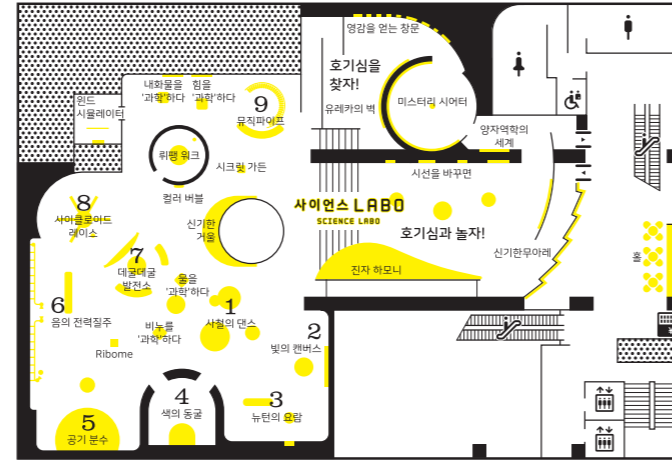 영감을 얻는 창문
호기심을
찾자!
유레카의 벽
미스터리 시어터
양자역학의
세계
내화물을
'과학'하다
힘을
'과학'하다
9
뮤직파이프
윈드
시뮬레이터
뤼팽 워크
시크릿 가든
컬러 버블
시선을 바꾸면
사이언스 LABO
SCIENCE LABO
호기심과 놀자!
신기한
거울
8
사이클로이드
레이스
신기한무아레
홀
진자 하모니
7
데굴데굴
발전소
물을
'과학'하다
6
음의 전력질주
1
사철의 댄스
비누를
'과학'하다
2
빛의 캔버스
Ribome
4
색의 동굴
3
뉴턴의 요람
5
공기 분수